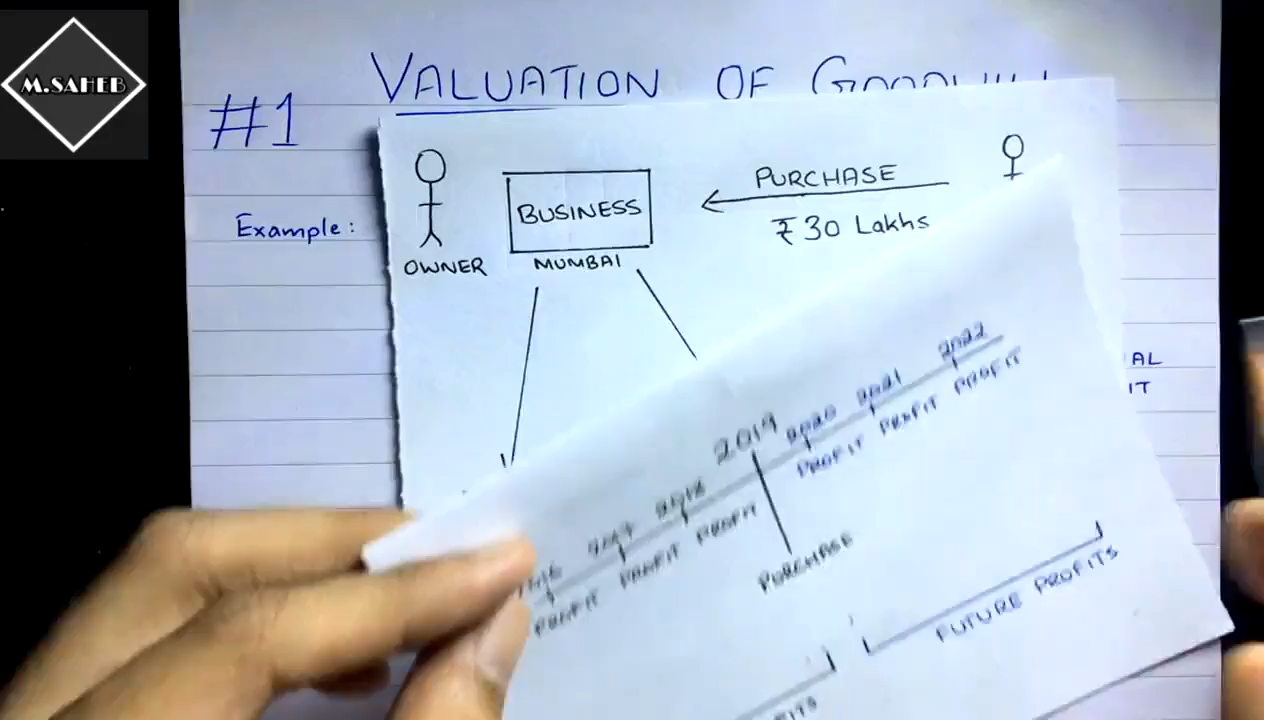 M.SAHEB
#1
VALUATION OF
Example:
OWNER
BUSINESS
MUMBAI
PURCHASE
₹30 Lakhs
AL
IT
2019 2020 2021 2022
PROFIT PROFIT PROFIT PROFIT PROFIT PROFIT
PURCHASE
FUTURE PROFITS